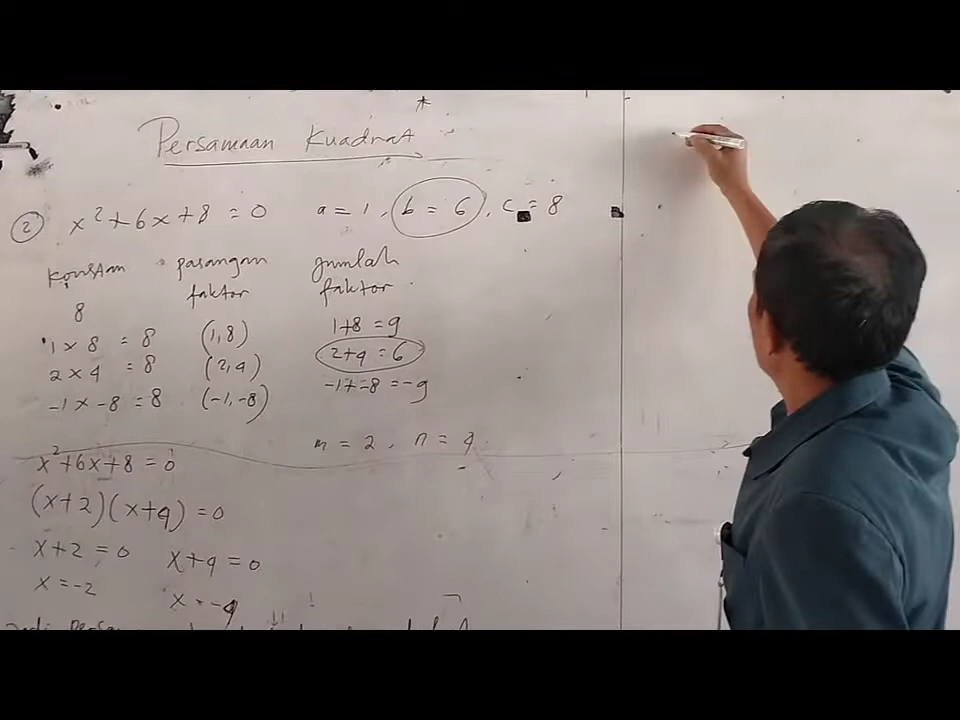 Persamaan Kuadrat
② x² + 6x + 8 = 0 a = 1, b = 6, c = 8
Konstan pasangan faktor jumlah faktor
8
1 x 8 = 8 (1,8) 1+8 = 9
2 x 4 = 8 (2,4) 2+4 = 6
-1 x -8 = 8 (-1,-8) -1+-8 = -9
m = 2, n = 4
x²+6x+8 = 0
(x+2)(x+4) = 0
x+2 = 0 x+4 = 0
x = -2 x = -4